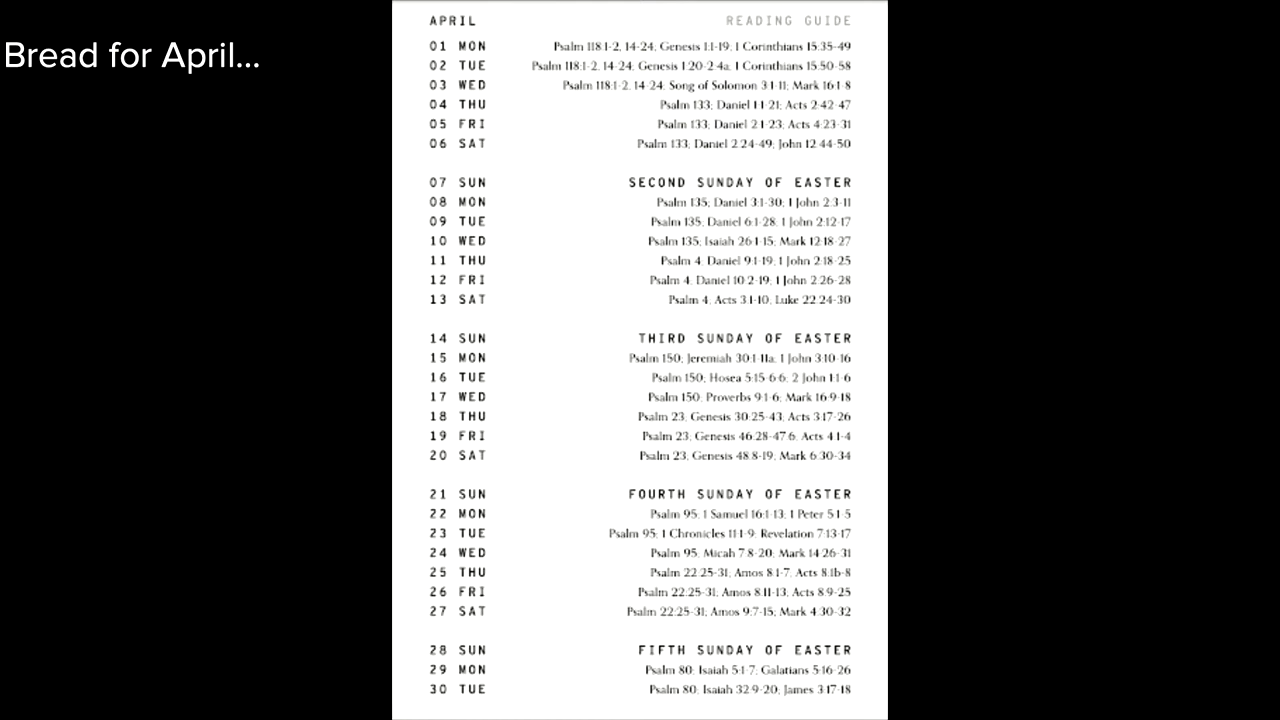 Bread for April...
APRIL READING GUIDE
01 MON Psalm 118:1-2, 14-24; Genesis 1:1-19; 1 Corinthians 15:35-49
02 TUE Psalm 118:1-2, 14-24; Genesis 1:20-2:4a; 1 Corinthians 15:50-58
03 WED Psalm 118:1-2, 14-24; Song of Solomon 3:1-11; Mark 16:1-8
04 THU Psalm 133; Daniel 1:1-21; Acts 2:42-47
05 FRI Psalm 133; Daniel 2:1-23; Acts 4:23-31
06 SAT Psalm 133; Daniel 2:24-49; John 12:44-50
07 SUN SECOND SUNDAY OF EASTER
08 MON Psalm 135; Daniel 3:1-30; 1 John 2:3-11
09 TUE Psalm 135; Daniel 6:1-28; 1 John 2:12-17
10 WED Psalm 135; Isaiah 26:1-15; Mark 12:18-27
11 THU Psalm 4; Daniel 9:1-19; 1 John 2:18-25
12 FRI Psalm 4; Daniel 10:2-19; 1 John 2:26-28
13 SAT Psalm 4; Acts 3:1-10; Luke 22:24-30
14 SUN THIRD SUNDAY OF EASTER
15 MON Psalm 150; Jeremiah 30:1-11a; 1 John 3:10-16
16 TUE Psalm 150; Hosea 5:15-6:6; 2 John 1:1-6
17 WED Psalm 150; Proverbs 9:1-6; Mark 16:9-18
18 THU Psalm 23; Genesis 30:25-43; Acts 3:17-26
19 FRI Psalm 23; Genesis 46:28-47:6; Acts 4:1-4
20 SAT Psalm 23; Genesis 48:8-19; Mark 6:30-34
21 SUN FOURTH SUNDAY OF EASTER
22 MON Psalm 95; 1 Samuel 16:1-13; 1 Peter 5:1-5
23 TUE Psalm 95; 1 Chronicles 11:1-9; Revelation 7:13-17
24 WED Psalm 95; Micah 7:8-20; Mark 14:26-31
25 THU Psalm 22:25-31; Amos 8:1-7; Acts 8:1b-8
26 FRI Psalm 22:25-31; Amos 8:11-13; Acts 8:9-25
27 SAT Psalm 22:25-31; Amos 9:7-15; Mark 4:30-32
28 SUN FIFTH SUNDAY OF EASTER
29 MON Psalm 80; Isaiah 5:1-7; Galatians 5:16-26
30 TUE Psalm 80; Isaiah 32:9-20; James 3:17-18